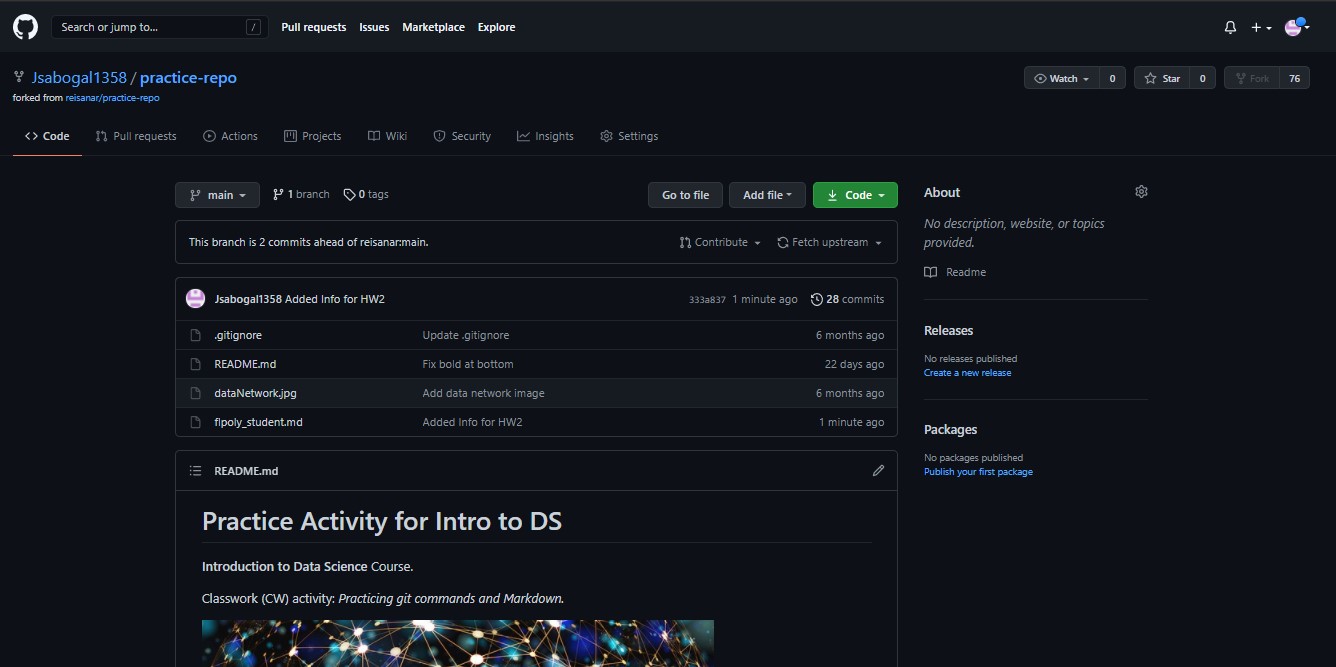 Search or jump to... / Pull requests Issues Marketplace Explore
Jsabogal1358 / practice-repo Watch 0 Star 0 Fork 76
forked from reisanar/practice-repo
Code Pull requests Actions Projects Wiki Security Insights Settings
main 1 branch 0 tags Go to file Add file Code
This branch is 2 commits ahead of reisanar:main. Contribute Fetch upstream
Jsabogal1358 Added Info for HW2 333a837 1 minute ago 28 commits
.gitignore Update .gitignore 6 months ago
README.md Fix bold at bottom 22 days ago
dataNetwork.jpg Add data network image 6 months ago
flpoly_student.md Added Info for HW2 1 minute ago
README.md
Practice Activity for Intro to DS
Introduction to Data Science Course.
Classwork (CW) activity: Practicing git commands and Markdown.
About
No description, website, or topics
provided.
Readme
Releases
No releases published
Create a new release
Packages
No packages published
Publish your first package